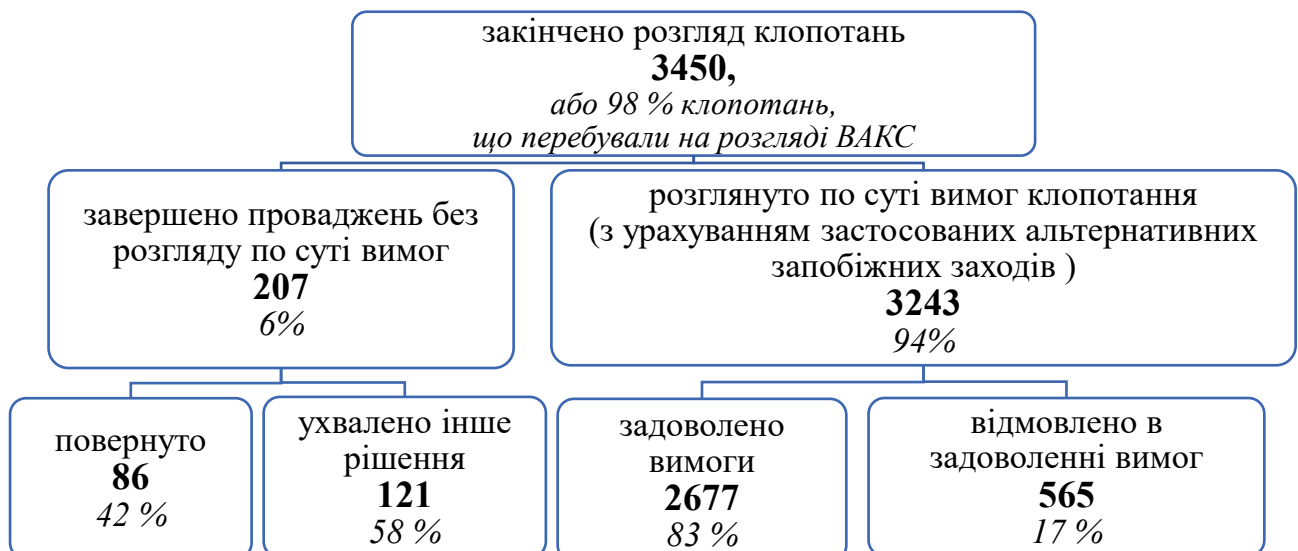 закінчено розгляд клопотань
3450,
або 98 % клопотань,
що перебували на розгляді ВАКС
завершено проваджень без
розгляду по суті вимог
207
6%
розглянуто по суті вимог клопотання
(з урахуванням застосованих альтернативних
запобіжних заходів )
3243
94%
повернуто
86
42 %
ухвалено інше
рішення
121
58 %
задоволено
вимоги
2677
83 %
відмовлено в
задоволенні вимог
565
17 %